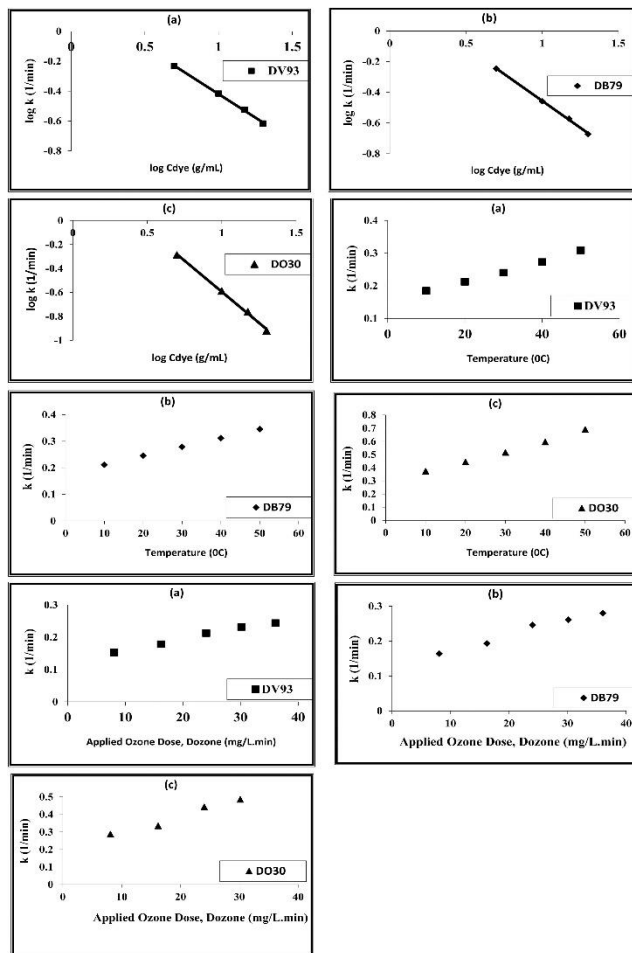 (a)
0 0.5 1 1.5
0
-0.2
-0.4
-0.6
-0.8
DV93
log k (1/min)
log Cdye (g/mL)
(b)
0 0.5 1 1.5
0
-0.2
-0.4
-0.6
-0.8
DB79
log k (1/min)
log Cdye (g/mL)
(c)
0 0.5 1 1.5
0
-0.2
-0.4
-0.6
-0.8
-1
DO30
log k (1/min)
log Cdye (g/mL)
(a)
0.4
0.3
0.2
0.1
k (1/min)
DV93
0 20 40 60
Temperature (0C)
(b)
0.4
0.3
0.2
0.1
0
k (1/min)
DB79
0 10 20 30 40 50 60
Temperature (0C)
(c)
0.8
0.7
0.6
0.5
0.4
0.3
0.2
0.1
0
k (1/min)
DO30
0 10 20 30 40 50 60
Temperature (0C)
(a)
0.3
0.2
0.1
0
k (1/min)
DV93
0 10 20 30 40
Applied Ozone Dose, Dozone (mg/L.min)
(b)
0.3
0.2
0.1
0
k (1/min)
DB79
0 10 20 30 40
Applied Ozone Dose, Dozone (mg/L.min)
(c)
0.5
0.4
0.3
0.2
0.1
0
k (1/min)
DO30
0 10 20 30 40
Applied Ozone Dose, Dozone (mg/L.min)